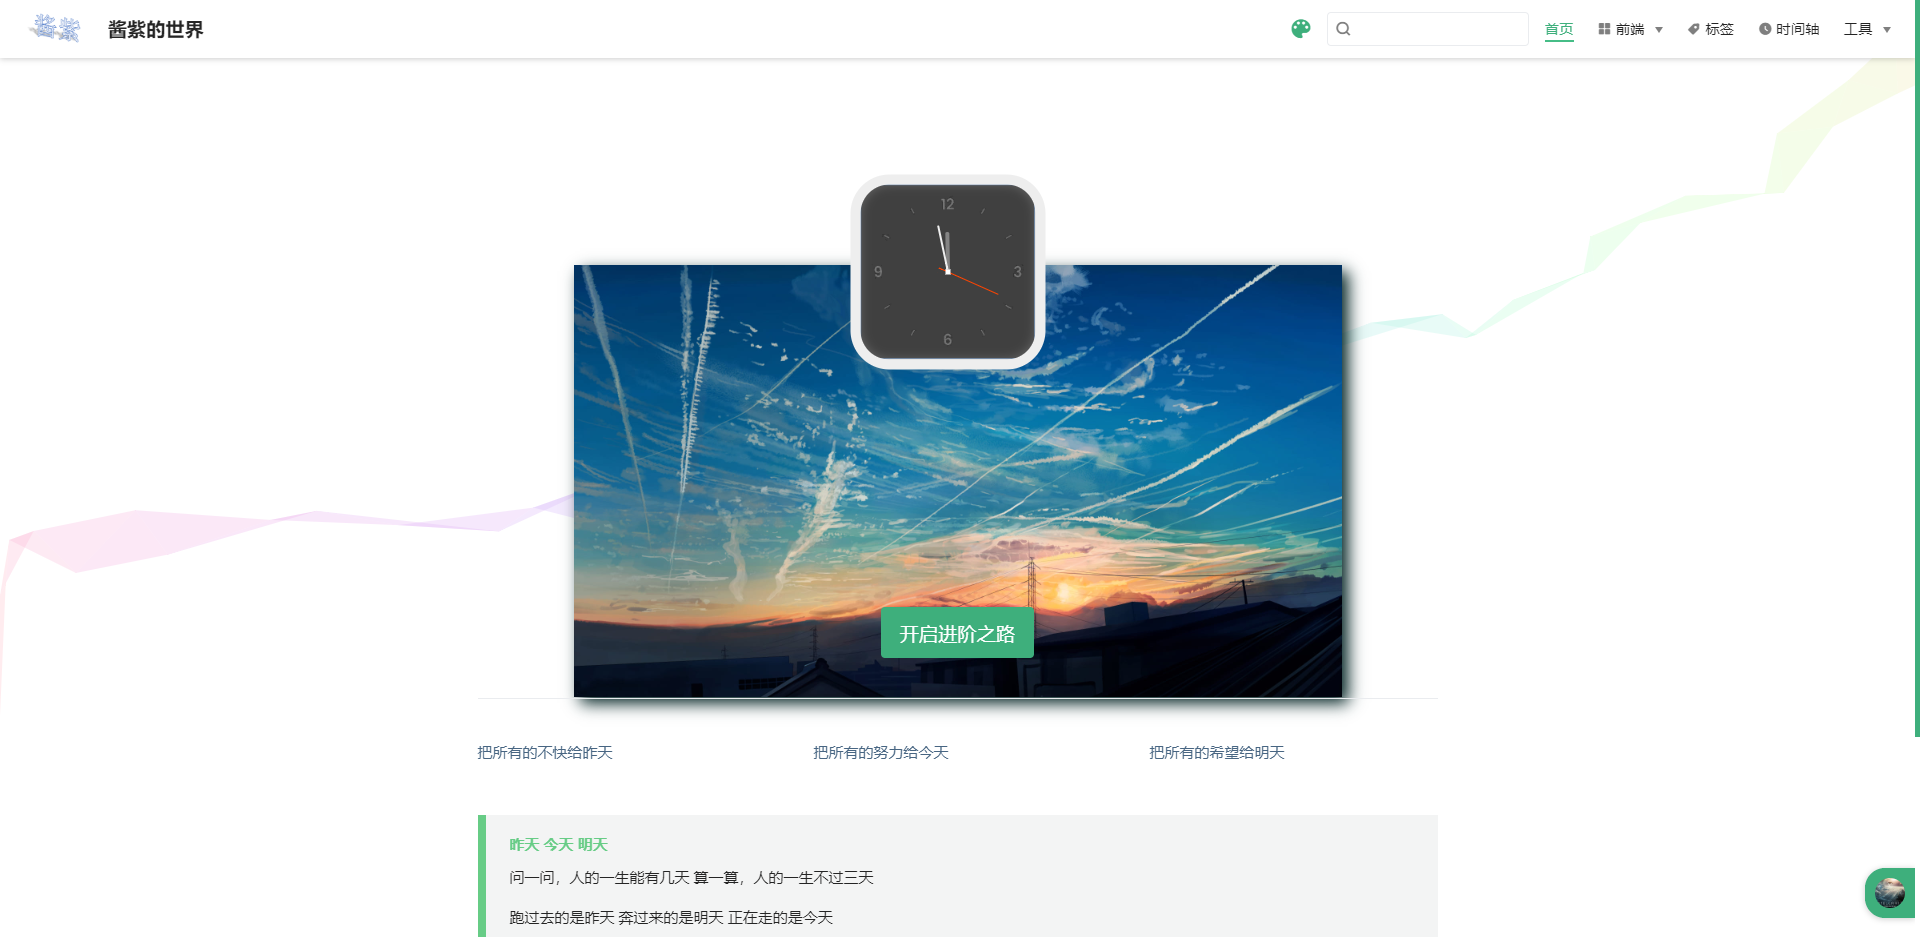 酱紫
酱紫的世界
首页
前端
标签
时间轴
工具
12
9
3
6
开启进阶之路
把所有的不快给昨天
把所有的努力给今天
把所有的希望给明天
昨天 今天 明天
问一问，人的一生能有几天 算一算，人的一生不过三天
跑过去的是昨天 奔过来的是明天 正在走的是今天